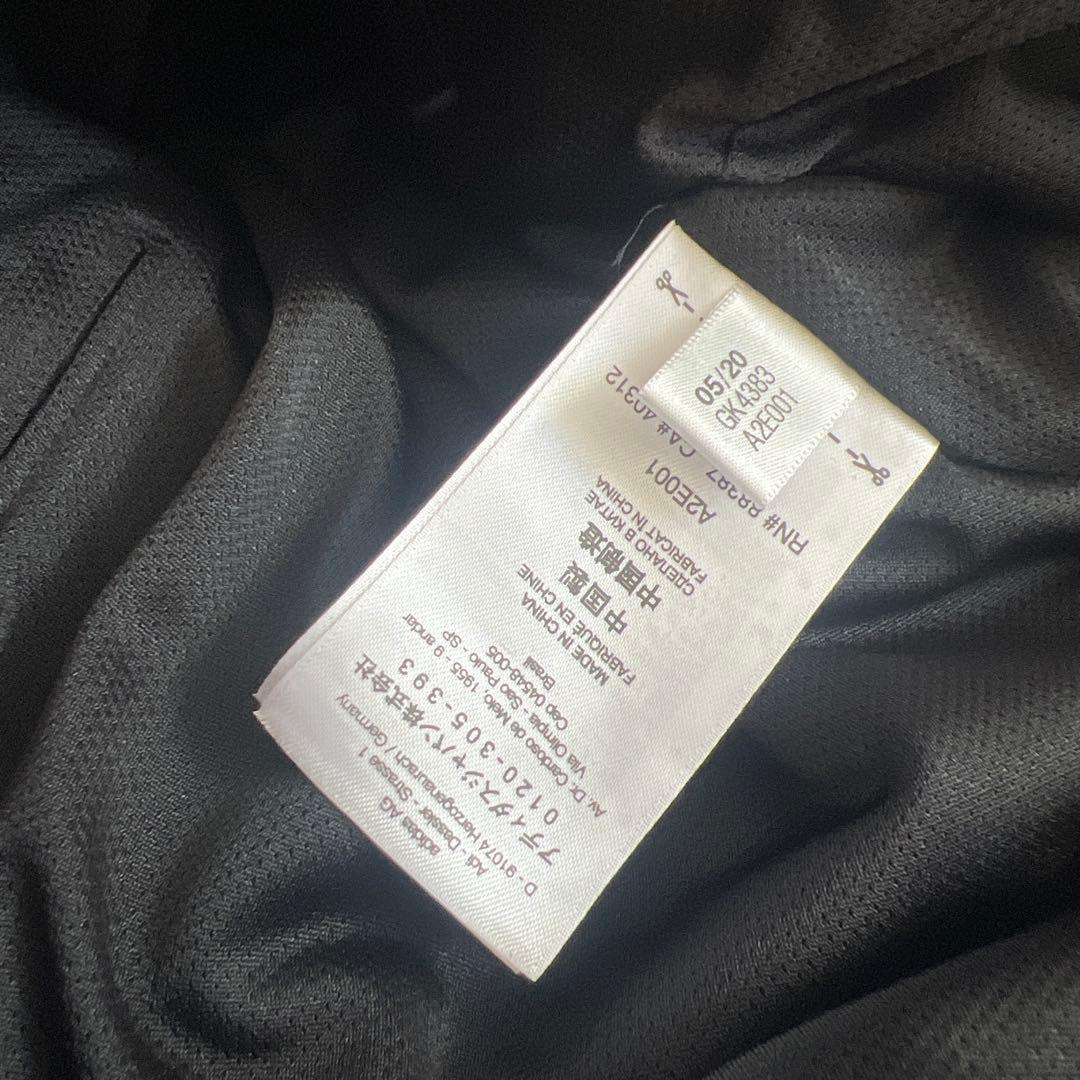 05/20
GK4383
A2E001
adidas AG
Adi. Dassler - Strasse 1
D - 91074 Herzogenaurach / Germany
アディダスジャパン株式会社
0120-305-393
Av. Dr. Cardoso de Melo, 1955 - 9 andar
Vila Olímpia - Sao Paulo - SP
Cep 04548-005
Brasil
MADE IN CHINA
FABRIQUÉ EN CHINE
中国製
中國製造
СДЕЛАНО В КИТАЕ
FABRICAT IN CHINA
A2E001
RN# 88387 CA# 40312